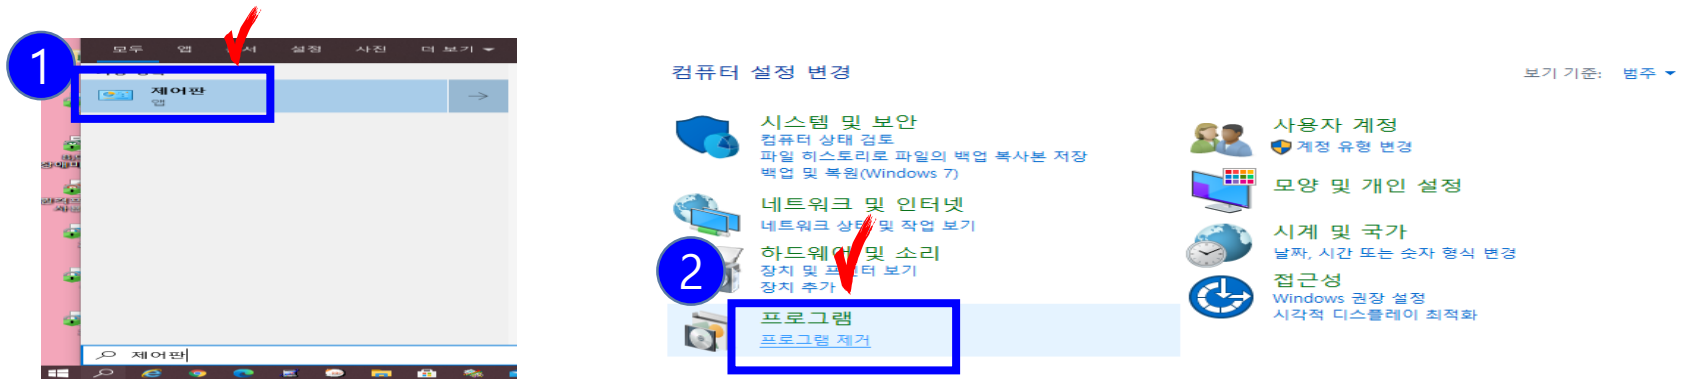 1
모두 앱 설정 사진 더 보기
제어판
앱
제어판
컴퓨터 설정 변경
보기 기준: 범주
시스템 및 보안
컴퓨터 상태 검토
파일 히스토리로 파일의 백업 복사본 저장
백업 및 복원(Windows 7)
네트워크 및 인터넷
네트워크 상태 및 작업 보기
2
하드웨어 및 소리
장치 및 프린터 보기
장치 추가
프로그램
프로그램 제거
사용자 계정
계정 유형 변경
모양 및 개인 설정
시계 및 국가
날짜, 시간 또는 숫자 형식 변경
접근성
Windows 권장 설정
시각적 디스플레이 최적화